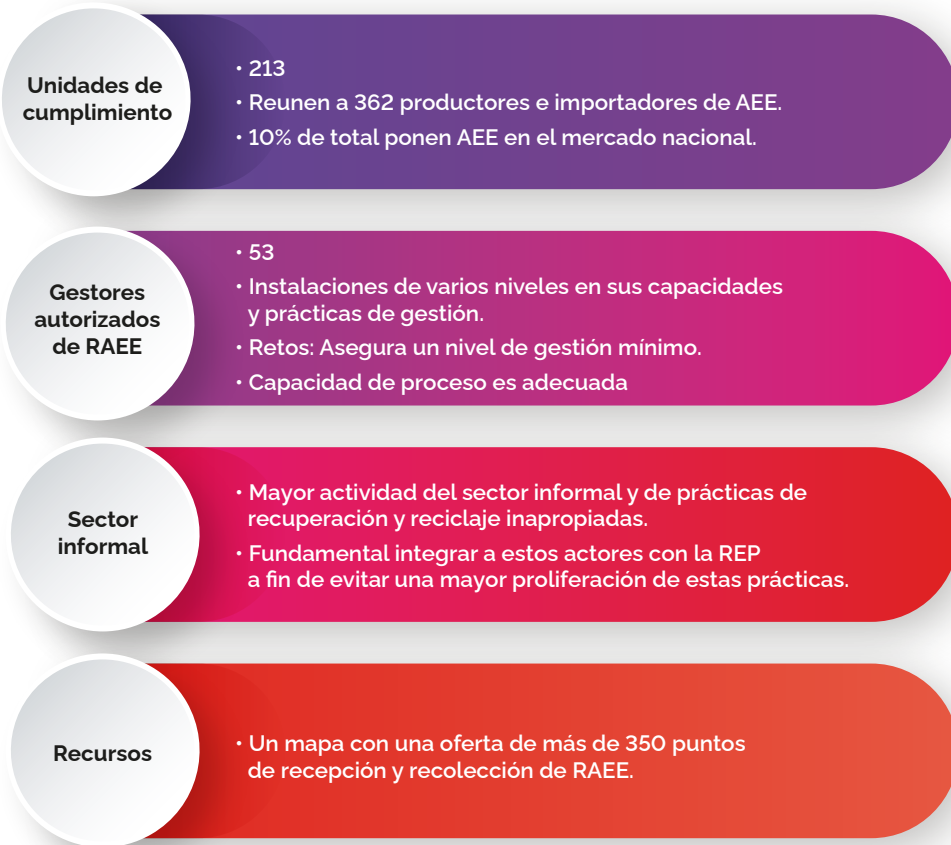 Unidades de
cumplimiento
• 213
• Reunen a 362 productores e importadores de AEE.
• 10% de total ponen AEE en el mercado nacional.
Gestores
autorizados
de RAEE
• 53
• Instalaciones de varios niveles en sus capacidades
y prácticas de gestión.
• Retos: Asegura un nivel de gestión mínimo.
• Capacidad de proceso es adecuada
Sector
informal
• Mayor actividad del sector informal y de prácticas de
recuperación y reciclaje inapropiadas.
• Fundamental integrar a estos actores con la REP
a fin de evitar una mayor proliferación de estas prácticas.
Recursos
• Un mapa con una oferta de más de 350 puntos
de recepción y recolección de RAEE.